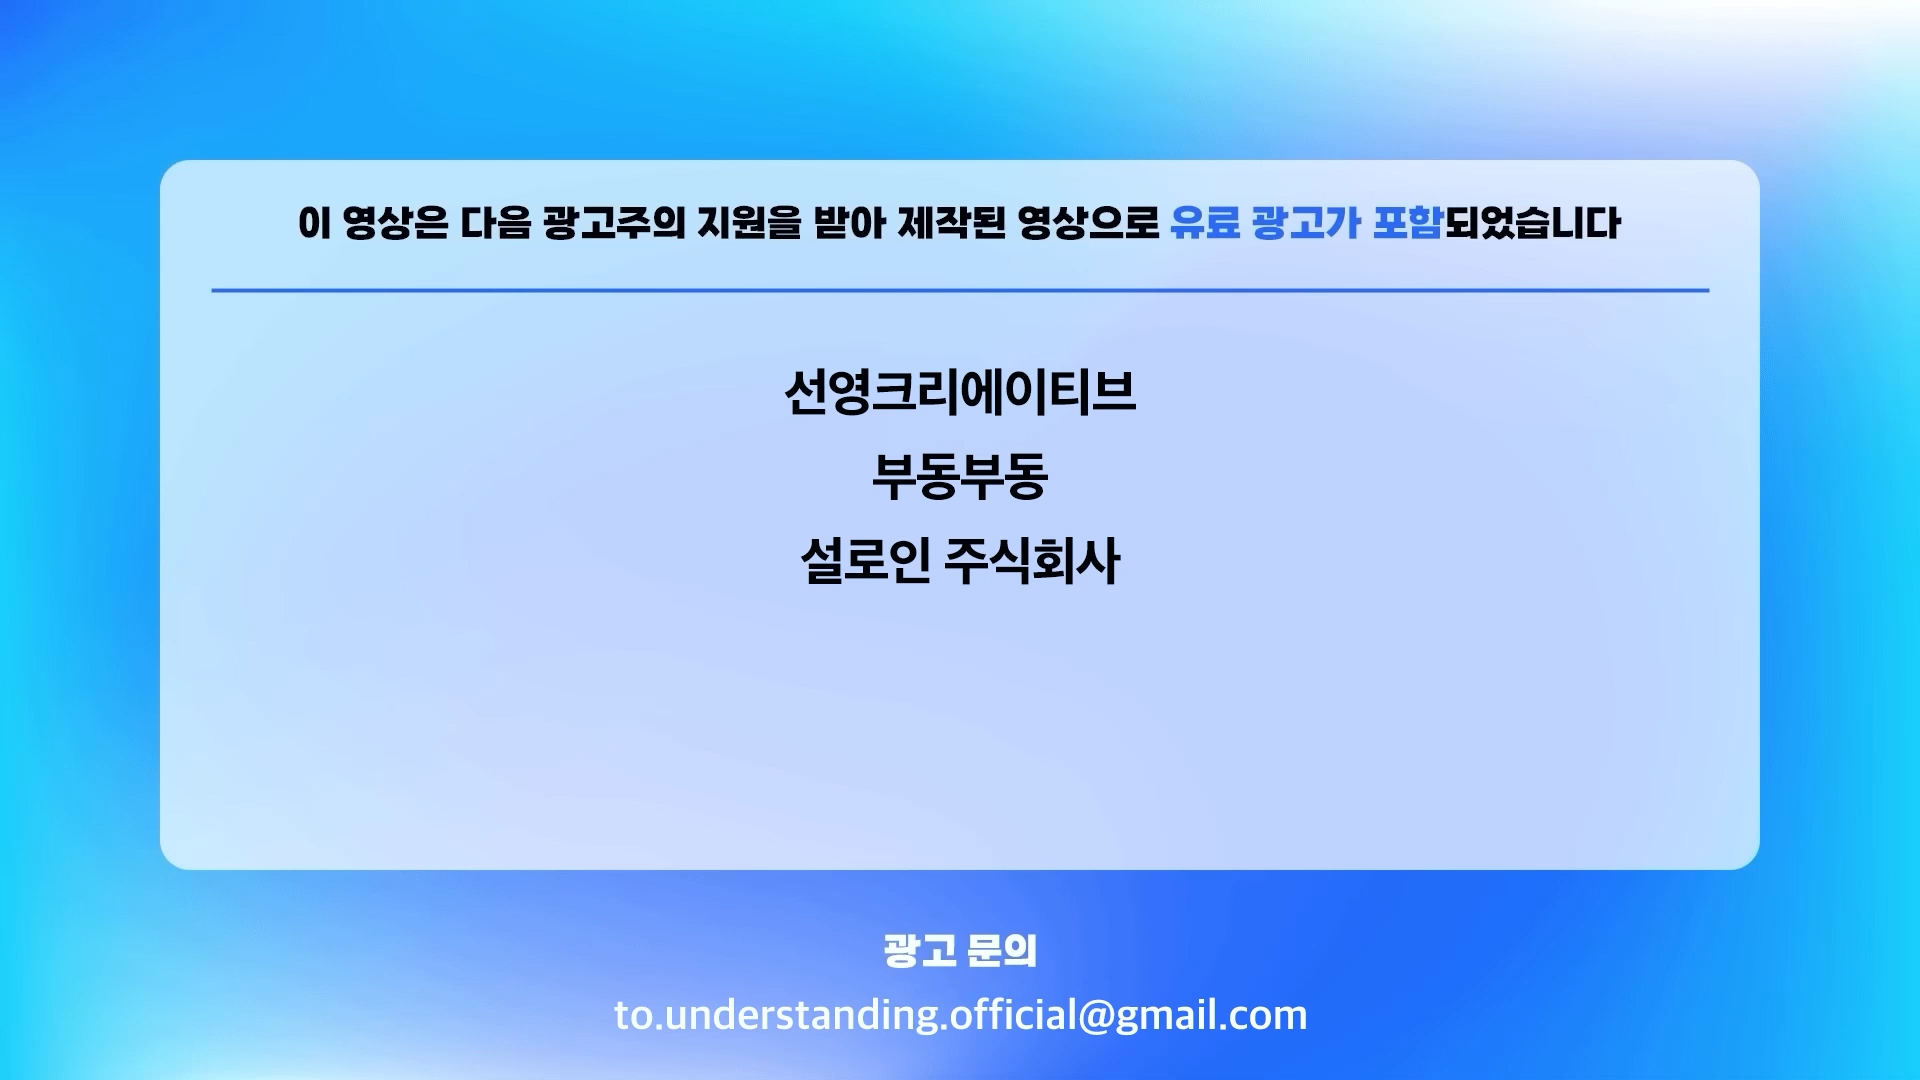 이 영상은 다음 광고주의 지원을 받아 제작된 영상으로 유료 광고가 포함되었습니다
선영크리에이티브
부동부동
설로인 주식회사
광고 문의
to.understanding.official@gmail.com